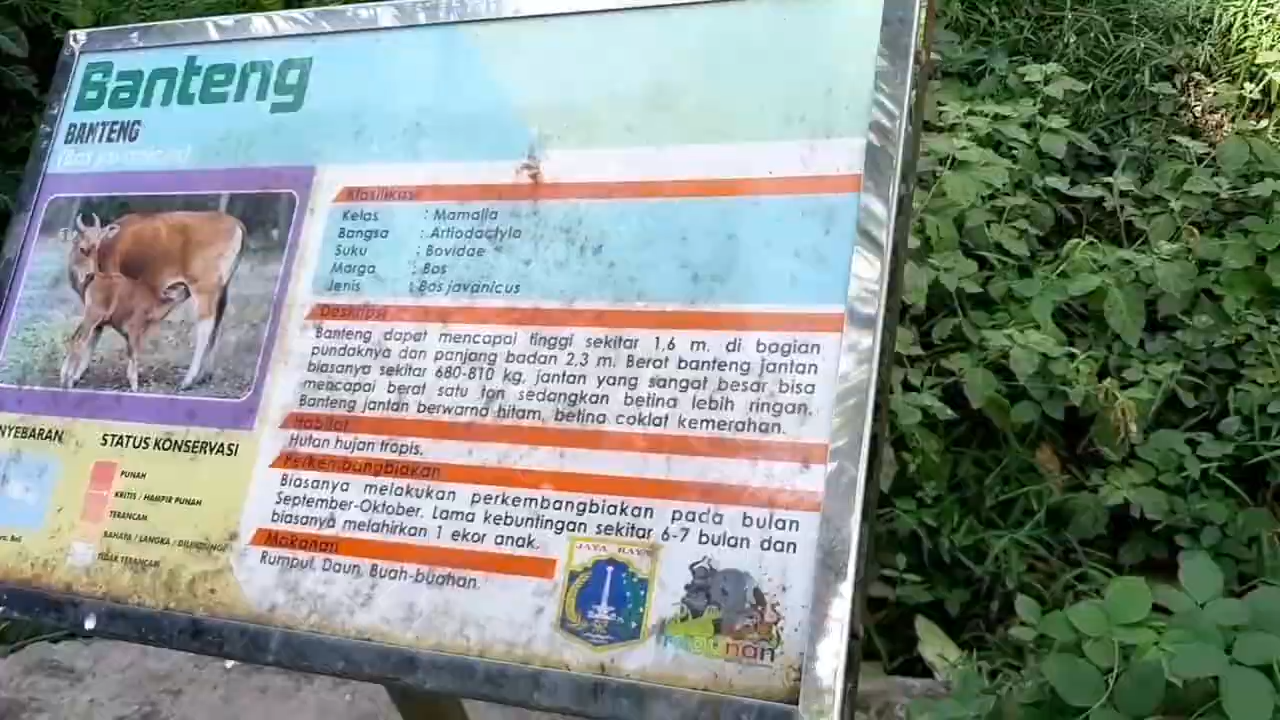 Banteng
BANTENG
(Bos javanicus)
Klasifikasi
Kelas : Mamalia
Bangsa : Artiodactyla
Suku : Bovidae
Marga : Bos
Jenis : Bos javanicus
Deskripsi
Banteng dapat mencapai tinggi sekitar 1,6 m. di bagian
pundaknya dan panjang badan 2,3 m. Berat banteng jantan
biasanya sekitar 680-810 kg, jantan yang sangat besar bisa
mencapai berat satu ton sedangkan betina lebih ringan.
Banteng jantan berwarna hitam, betina coklat kemerahan.
Habitat
Hutan hujan tropis.
Perkembangbiakan
Biasanya melakukan perkembangbiakan pada bulan
September-Oktober. Lama kebuntingan sekitar 6-7 bulan dan
biasanya melahirkan 1 ekor anak.
Makanan
Rumpul, Daun, Buah-buahan.
NYEBARAN
STATUS KONSERVASI
PUNAH
KRITIS / HAMPIR PUNAH
TERANCAM
BAHAYA / LANGKA / DILINDUNGI
TIDAK TERANCAM
Bali
JAYA RAYA